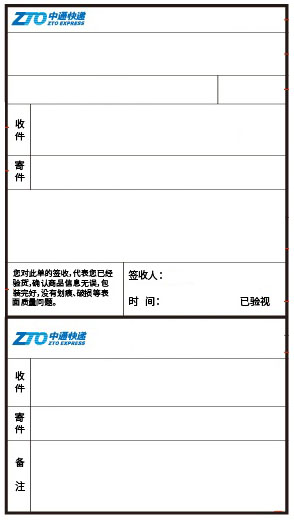 ZTO 中通快递
ZTO EXPRESS
收件
寄件
您对此单的签收，代表您已经
验货，确认商品信息无误，包
装完好，没有划痕、破损等表
面质量问题。
签收人：
时 间：
已验视
ZTO 中通快递
ZTO EXPRESS
收件
寄件
备注